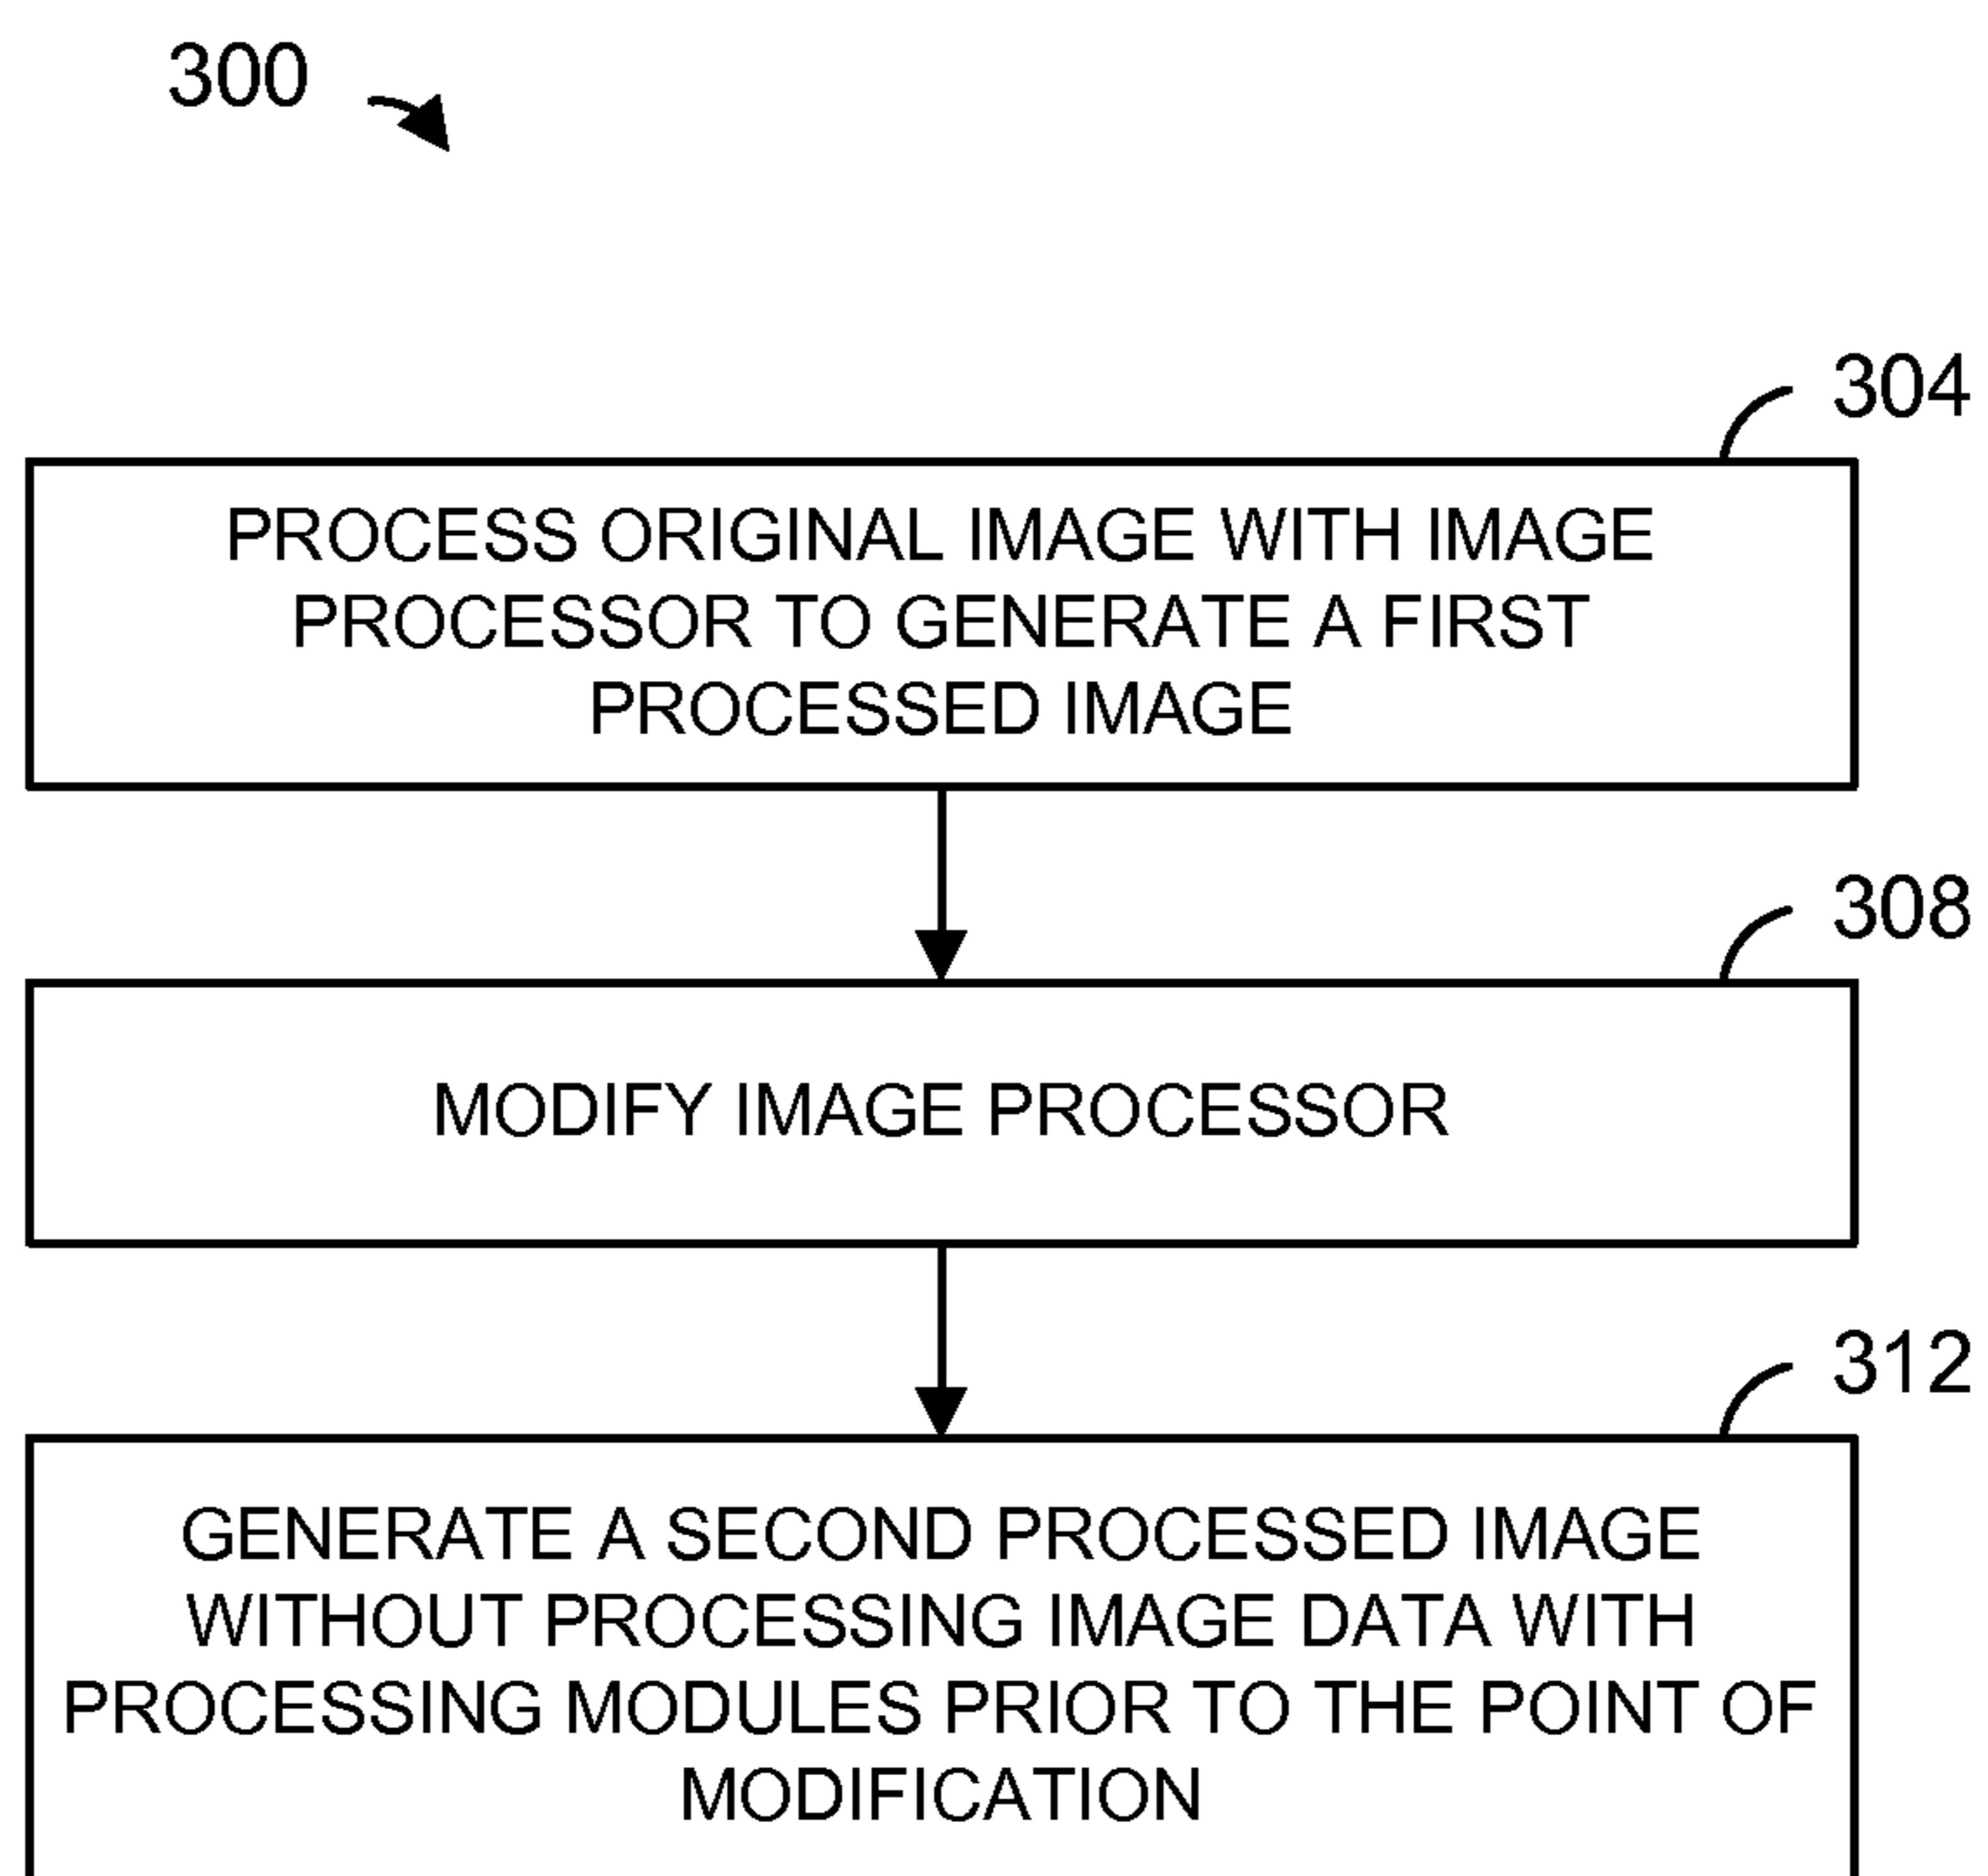 300
304
PROCESS ORIGINAL IMAGE WITH IMAGE
PROCESSOR TO GENERATE A FIRST
PROCESSED IMAGE
308
MODIFY IMAGE PROCESSOR
312
GENERATE A SECOND PROCESSED IMAGE
WITHOUT PROCESSING IMAGE DATA WITH
PROCESSING MODULES PRIOR TO THE POINT OF
MODIFICATION